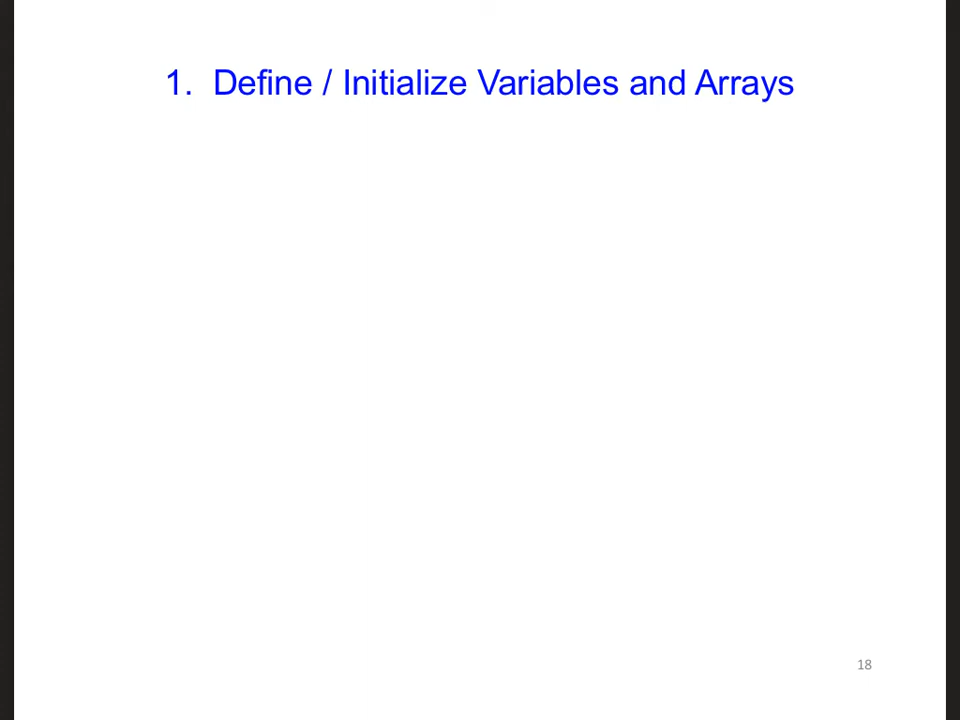 1. Define / Initialize Variables and Arrays
18